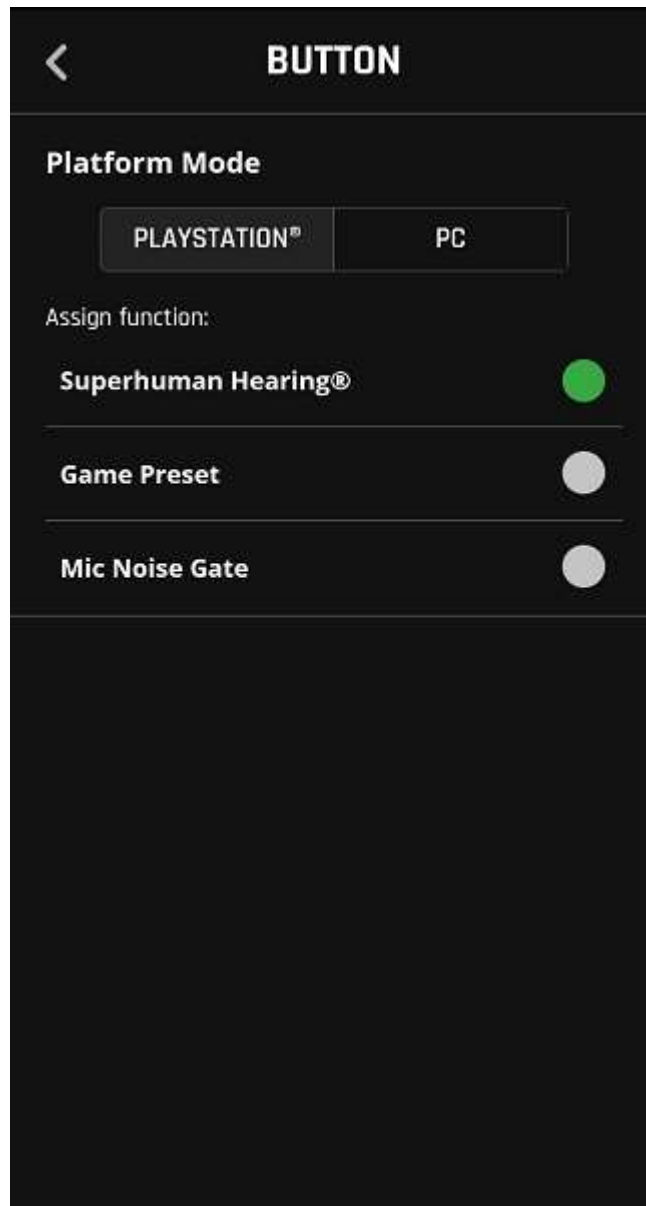 BUTTON
Platform Mode
PLAYSTATION® PC
Assign function:
Superhuman Hearing®
Game Preset
Mic Noise Gate